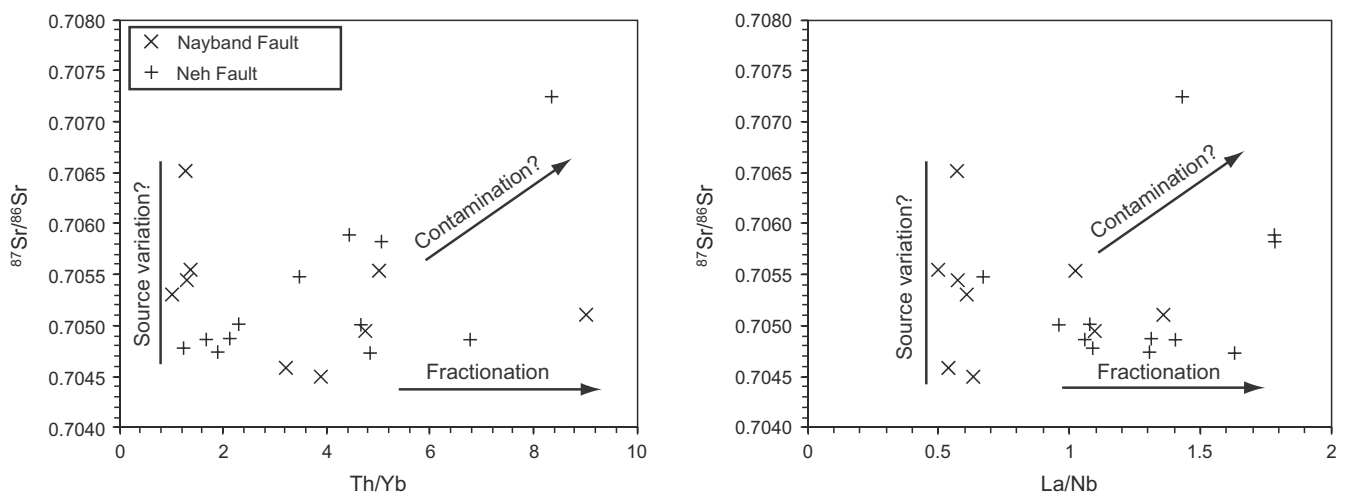 0.7080
0.7075
0.7070
0.7065
0.7060
0.7055
0.7050
0.7045
0.7040
87Sr/86Sr
Nayband Fault
Neh Fault
Source variation?
Contamination?
Fractionation
0 2 4 6 8 10
Th/Yb
0.7080
0.7075
0.7070
0.7065
0.7060
0.7055
0.7050
0.7045
0.7040
87Sr/86Sr
Source variation?
Contamination?
Fractionation
0 0.5 1 1.5 2
La/Nb